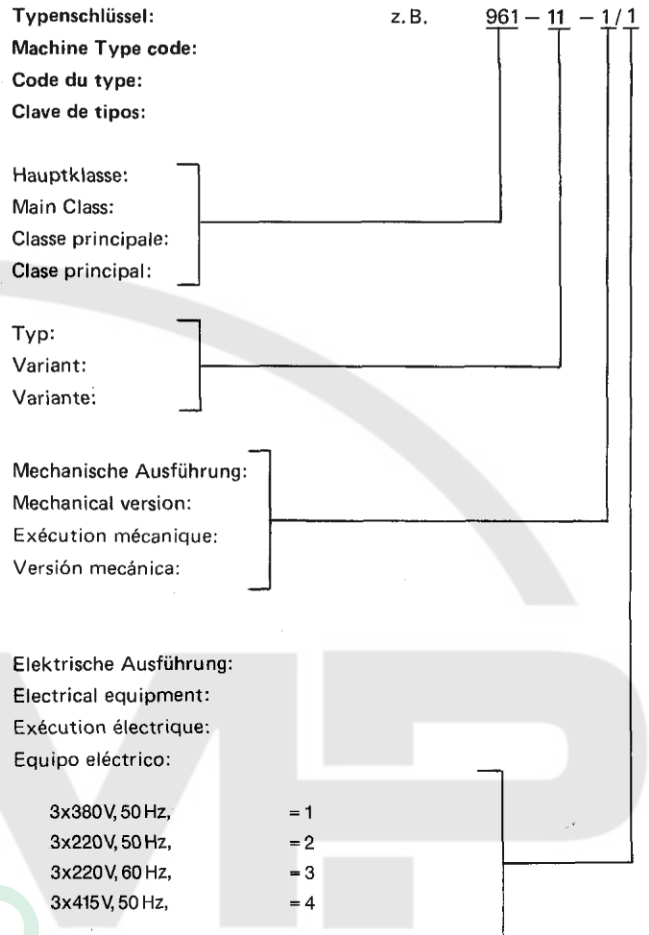 Typenschlüssel: z.B. 961 – 11 – 1/1
Machine Type code:
Code du type:
Clave de tipos:
Hauptklasse:
Main Class:
Classe principale:
Clase principal:
Typ:
Variant:
Variante:
Mechanische Ausführung:
Mechanical version:
Exécution mécanique:
Versión mecánica:
Elektrische Ausführung:
Electrical equipment:
Exécution électrique:
Equipo eléctrico:
3x380V, 50 Hz, = 1
3x220V, 50 Hz, = 2
3x220V, 60 Hz, = 3
3x415V, 50 Hz, = 4